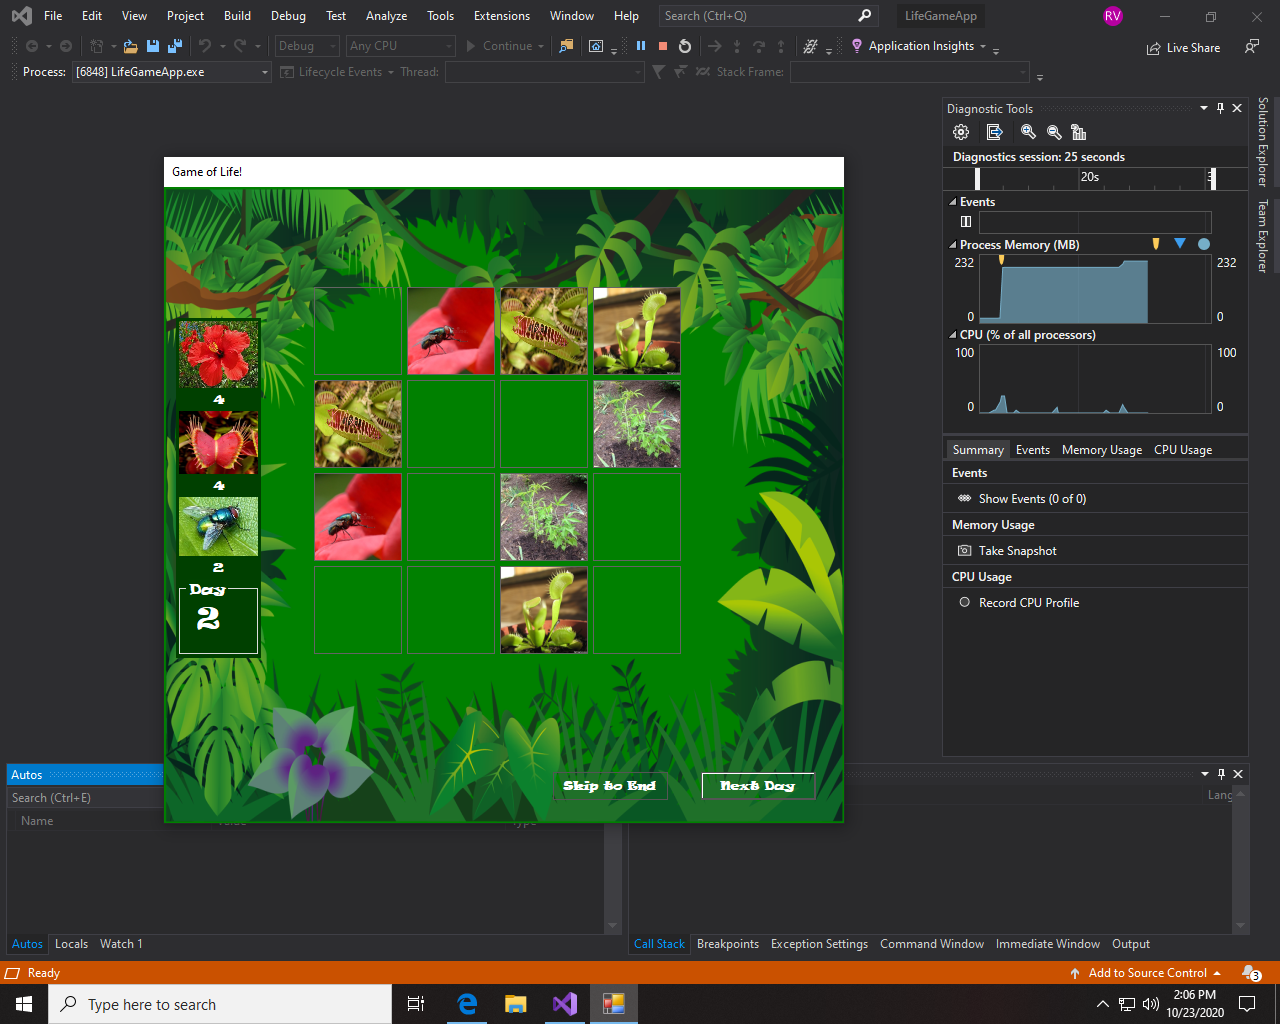 File Edit View Project Build Debug Test Analyze Tools Extensions Window Help Search (Ctrl+Q) LifeGameApp RV
Debug Any CPU Continue Application Insights Live Share
Process: [6848] LifeGameApp.exe Lifecycle Events Thread: Stack Frame:
Diagnostic Tools
Diagnostics session: 25 seconds
20s
Events
Process Memory (MB)
232 232
0 0
CPU (% of all processors)
100 100
0 0
Summary Events Memory Usage CPU Usage
Events
Show Events (0 of 0)
Memory Usage
Take Snapshot
CPU Usage
Record CPU Profile
Solution Explorer
Team Explorer
Game of Life!
4
4
2
Day
2
Skip to End Next Day
Autos
Search (Ctrl+E)
Name
Lang
Autos Locals Watch 1
Call Stack Breakpoints Exception Settings Command Window Immediate Window Output
Ready Add to Source Control 3
Type here to search 2:06 PM
10/23/2020